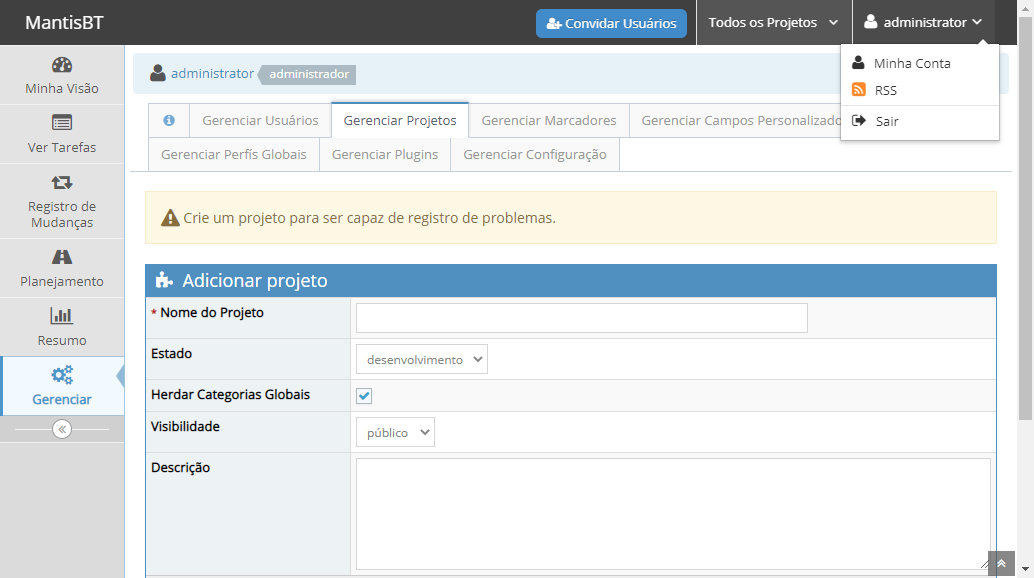 MantisBT
Convidar Usuários
Todos os Projetos
administrator
Minha Conta
RSS
Sair
Minha Visão
Ver Tarefas
Registro de
Mudanças
Planejamento
Resumo
Gerenciar
administrator administrador
Gerenciar Usuários
Gerenciar Projetos
Gerenciar Marcadores
Gerenciar Campos Personalizado
Gerenciar Perfís Globais
Gerenciar Plugins
Gerenciar Configuração
Crie um projeto para ser capaz de registro de problemas.
Adicionar projeto
* Nome do Projeto
Estado
desenvolvimento
Herdar Categorias Globais
Visibilidade
público
Descrição